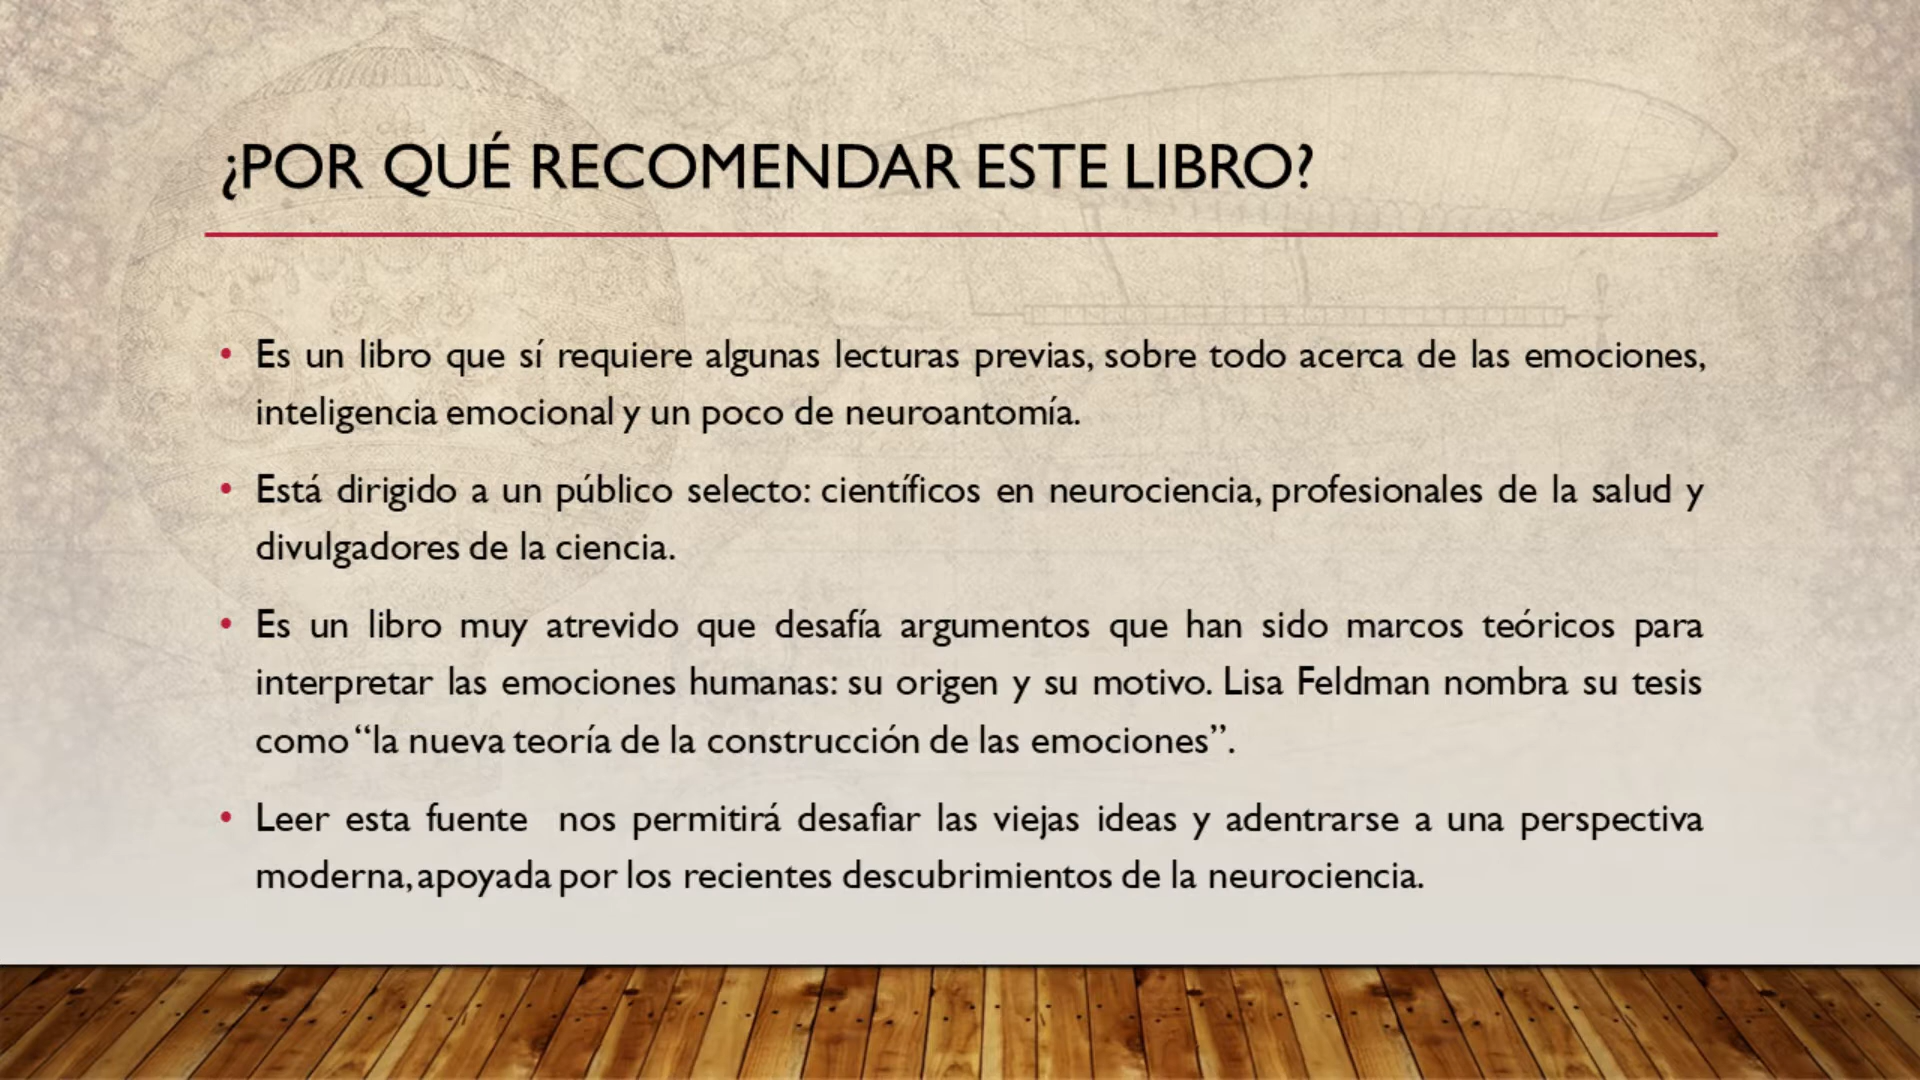 ¿POR QUÉ RECOMENDAR ESTE LIBRO?
• Es un libro que sí requiere algunas lecturas previas, sobre todo acerca de las emociones,
inteligencia emocional y un poco de neuroantomía.
• Está dirigido a un público selecto: científicos en neurociencia, profesionales de la salud y
divulgadores de la ciencia.
• Es un libro muy atrevido que desafía argumentos que han sido marcos teóricos para
interpretar las emociones humanas: su origen y su motivo. Lisa Feldman nombra su tesis
como “la nueva teoría de la construcción de las emociones”.
• Leer esta fuente nos permitirá desafiar las viejas ideas y adentrarse a una perspectiva
moderna, apoyada por los recientes descubrimientos de la neurociencia.